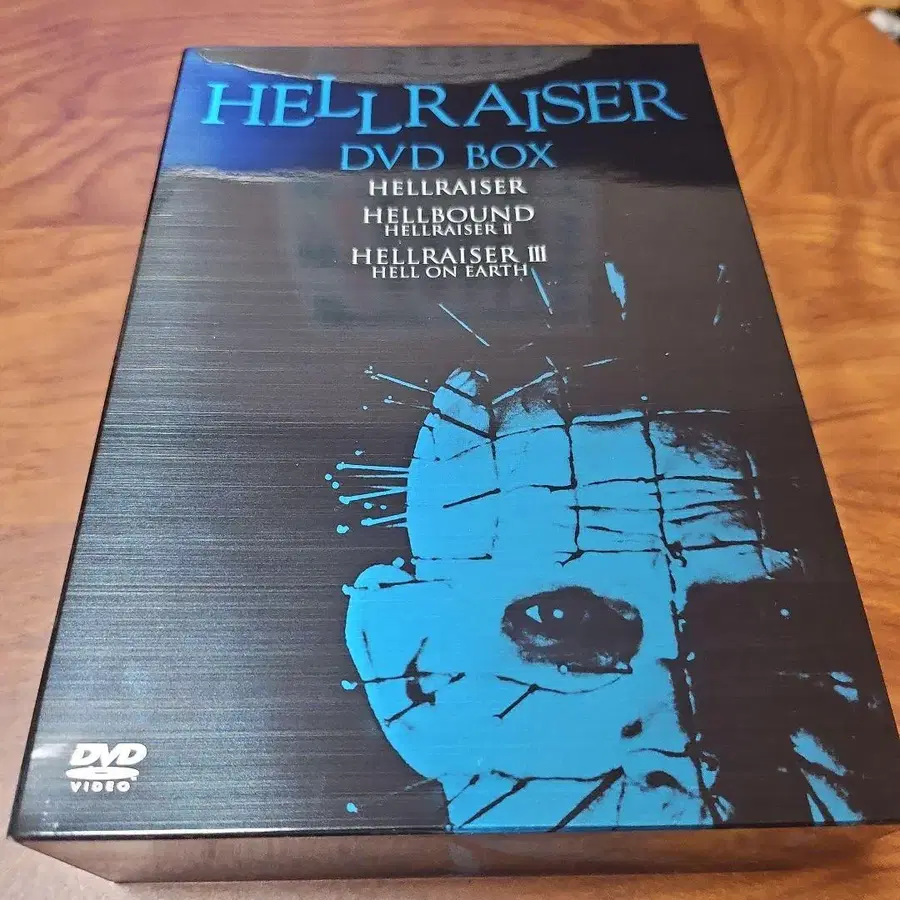 HELLRAISER
DVD BOX
HELLRAISER
HELLBOUND
HELLRAISER II
HELLRAISER III
HELL ON EARTH
DVD
VIDEO